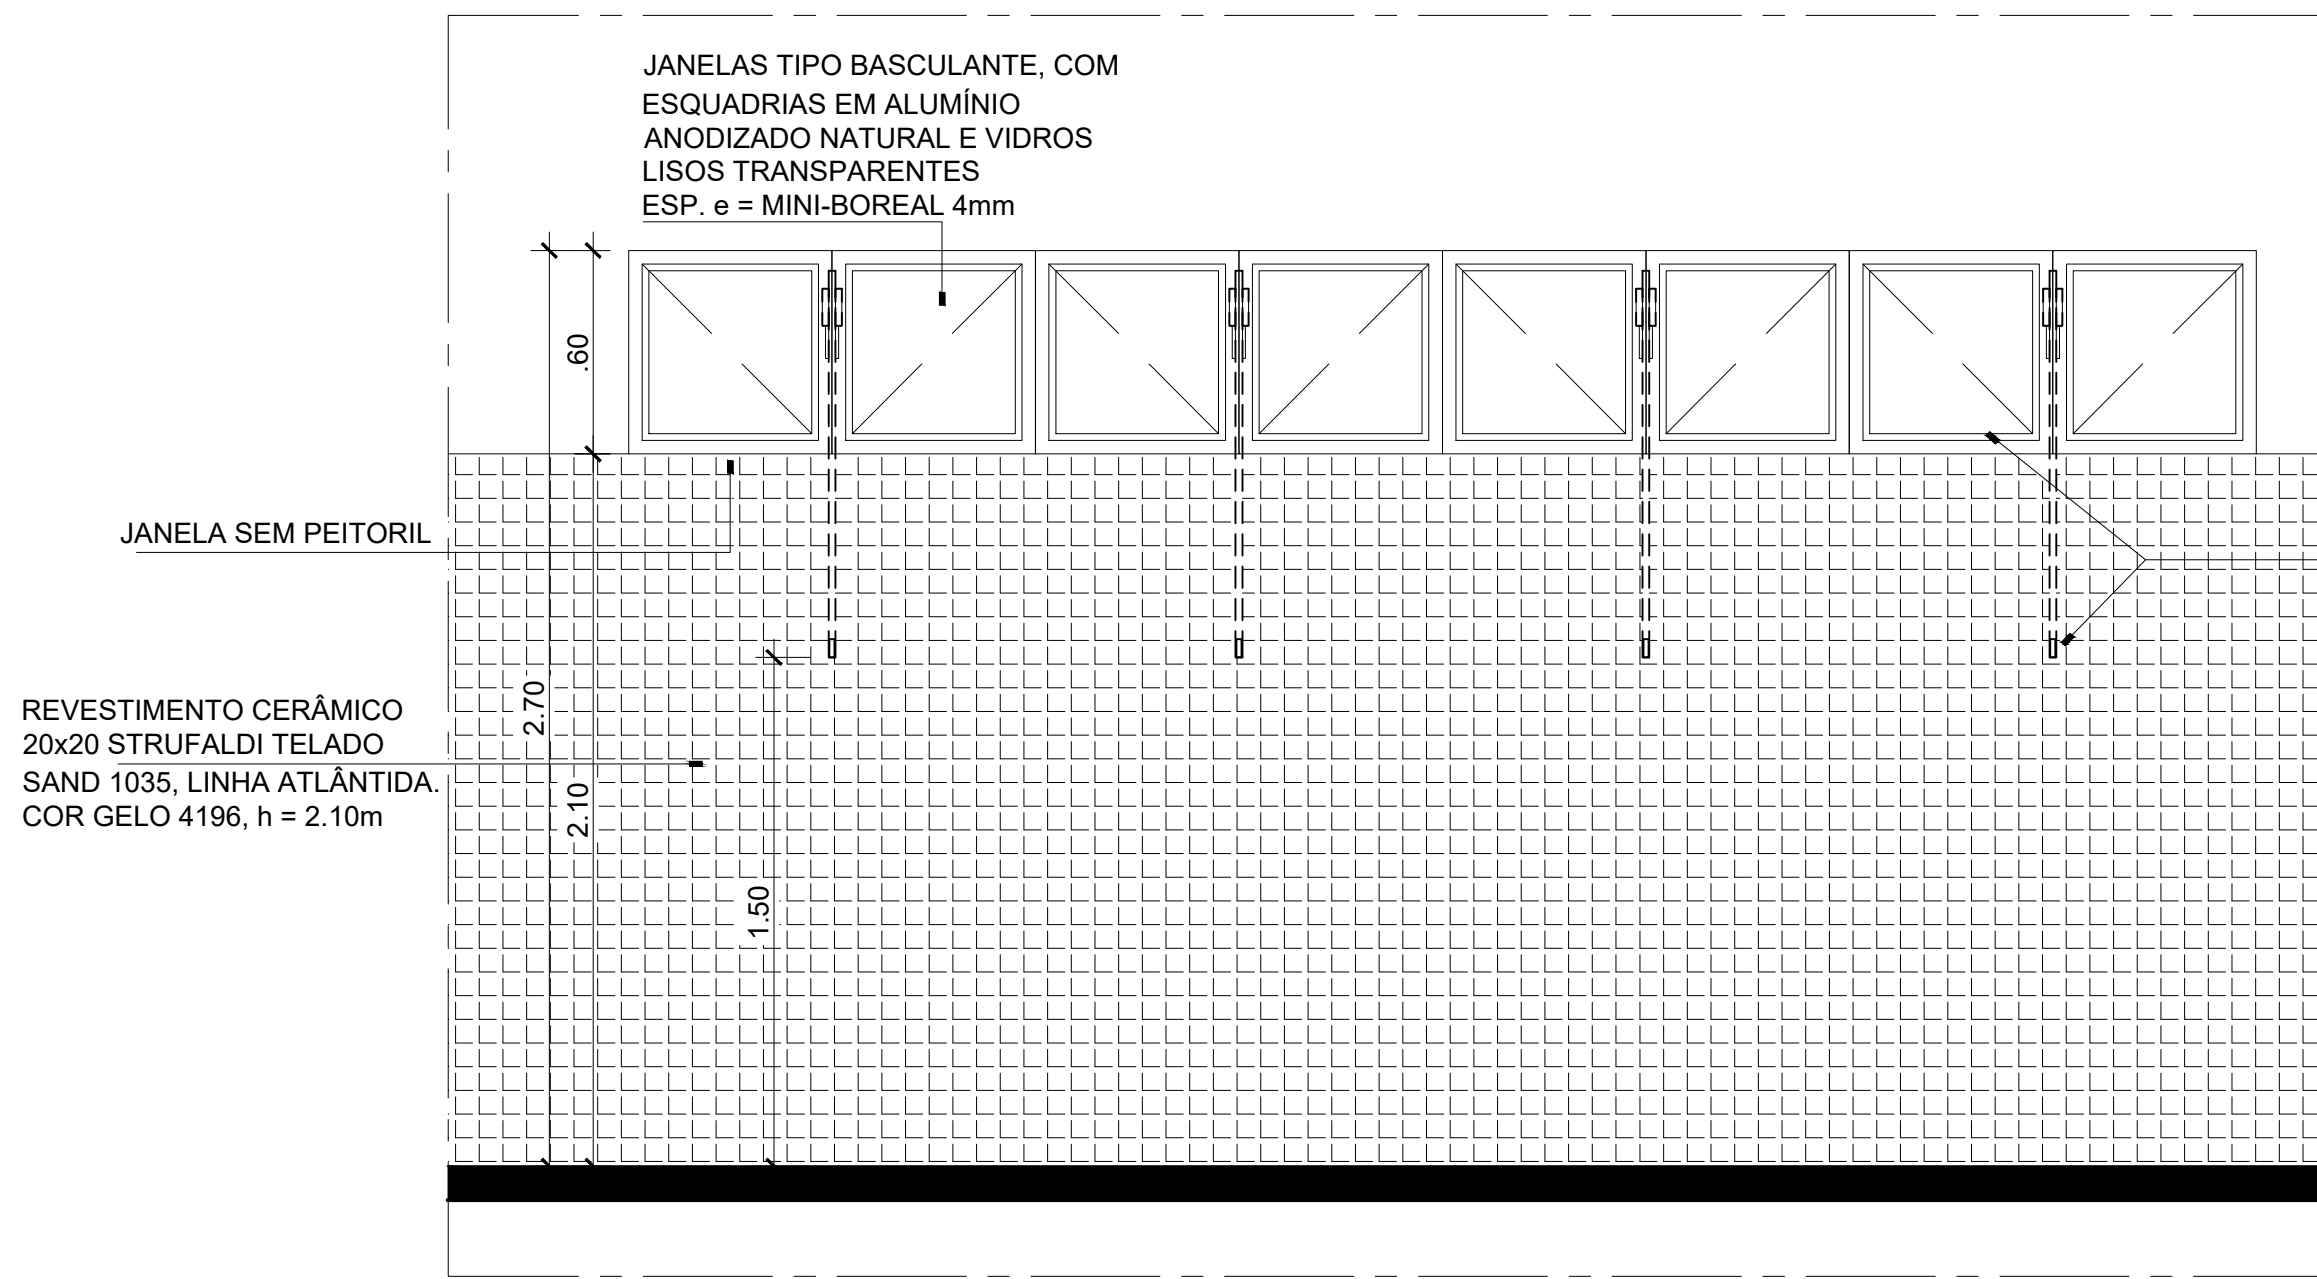 JANELAS TIPO BASCULANTE, COM
ESQUADRIAS EM ALUMÍNIO
ANODIZADO NATURAL E VIDROS
LISOS TRANSPARENTES
ESP. e = MINI-BOREAL 4mm
.60
JANELA SEM PEITORIL
2.70
REVESTIMENTO CERÂMICO
20x20 STRUFALDI TELADO
SAND 1035, LINHA ATLÂNTIDA.
COR GELO 4196, h = 2.10m
2.10
1.50